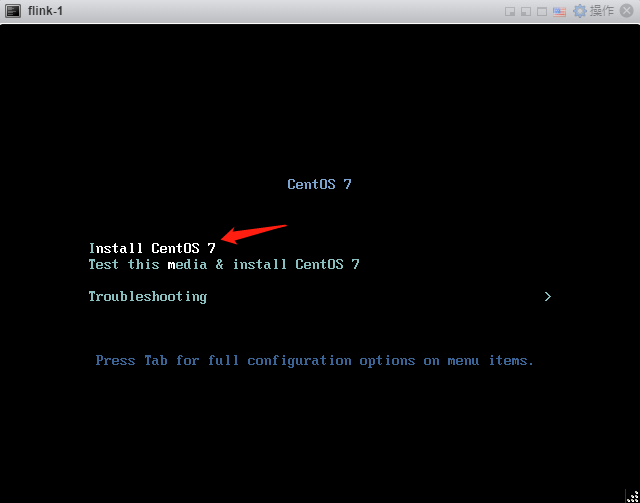 flink-1
操作
CentOS 7
Install CentOS 7
Test this media & install CentOS 7
Troubleshooting >
Press Tab for full configuration options on menu items.